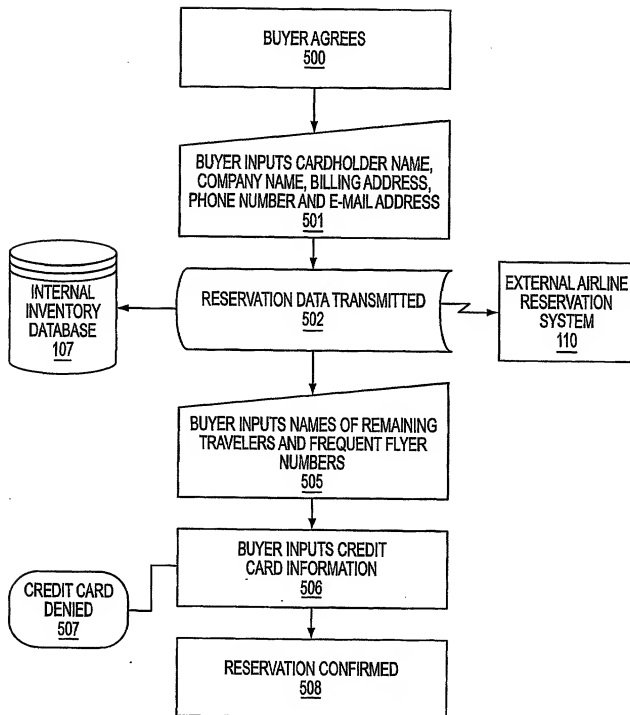 BUYER AGREES
500
BUYER INPUTS CARDHOLDER NAME,
COMPANY NAME, BILLING ADDRESS,
PHONE NUMBER AND E-MAIL ADDRESS
501
INTERNAL
INVENTORY
DATABASE
107
RESERVATION DATA TRANSMITTED
502
EXTERNAL AIRLINE
RESERVATION
SYSTEM
110
BUYER INPUTS NAMES OF REMAINING
TRAVELERS AND FREQUENT FLYER
NUMBERS
505
BUYER INPUTS CREDIT
CARD INFORMATION
506
CREDIT CARD
DENIED
507
RESERVATION CONFIRMED
508